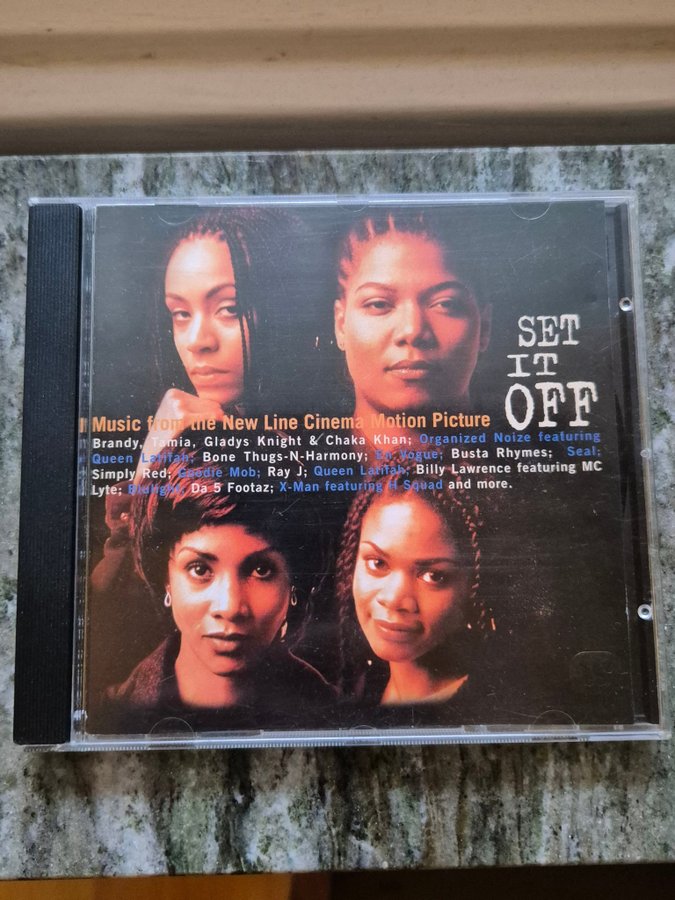 SET
IT
OFF
Music from the New Line Cinema Motion Picture
Brandy, Tamia, Gladys Knight & Chaka Khan; Organized Noize featuring
Queen Latifah; Bone Thugs-N-Harmony; En Vogue; Busta Rhymes; Seal;
Simply Red; Goodie Mob; Ray J; Queen Latifah; Billy Lawrence featuring MC
Lyte; Blulight; Da 5 Footaz; X-Man featuring H Squad and more.